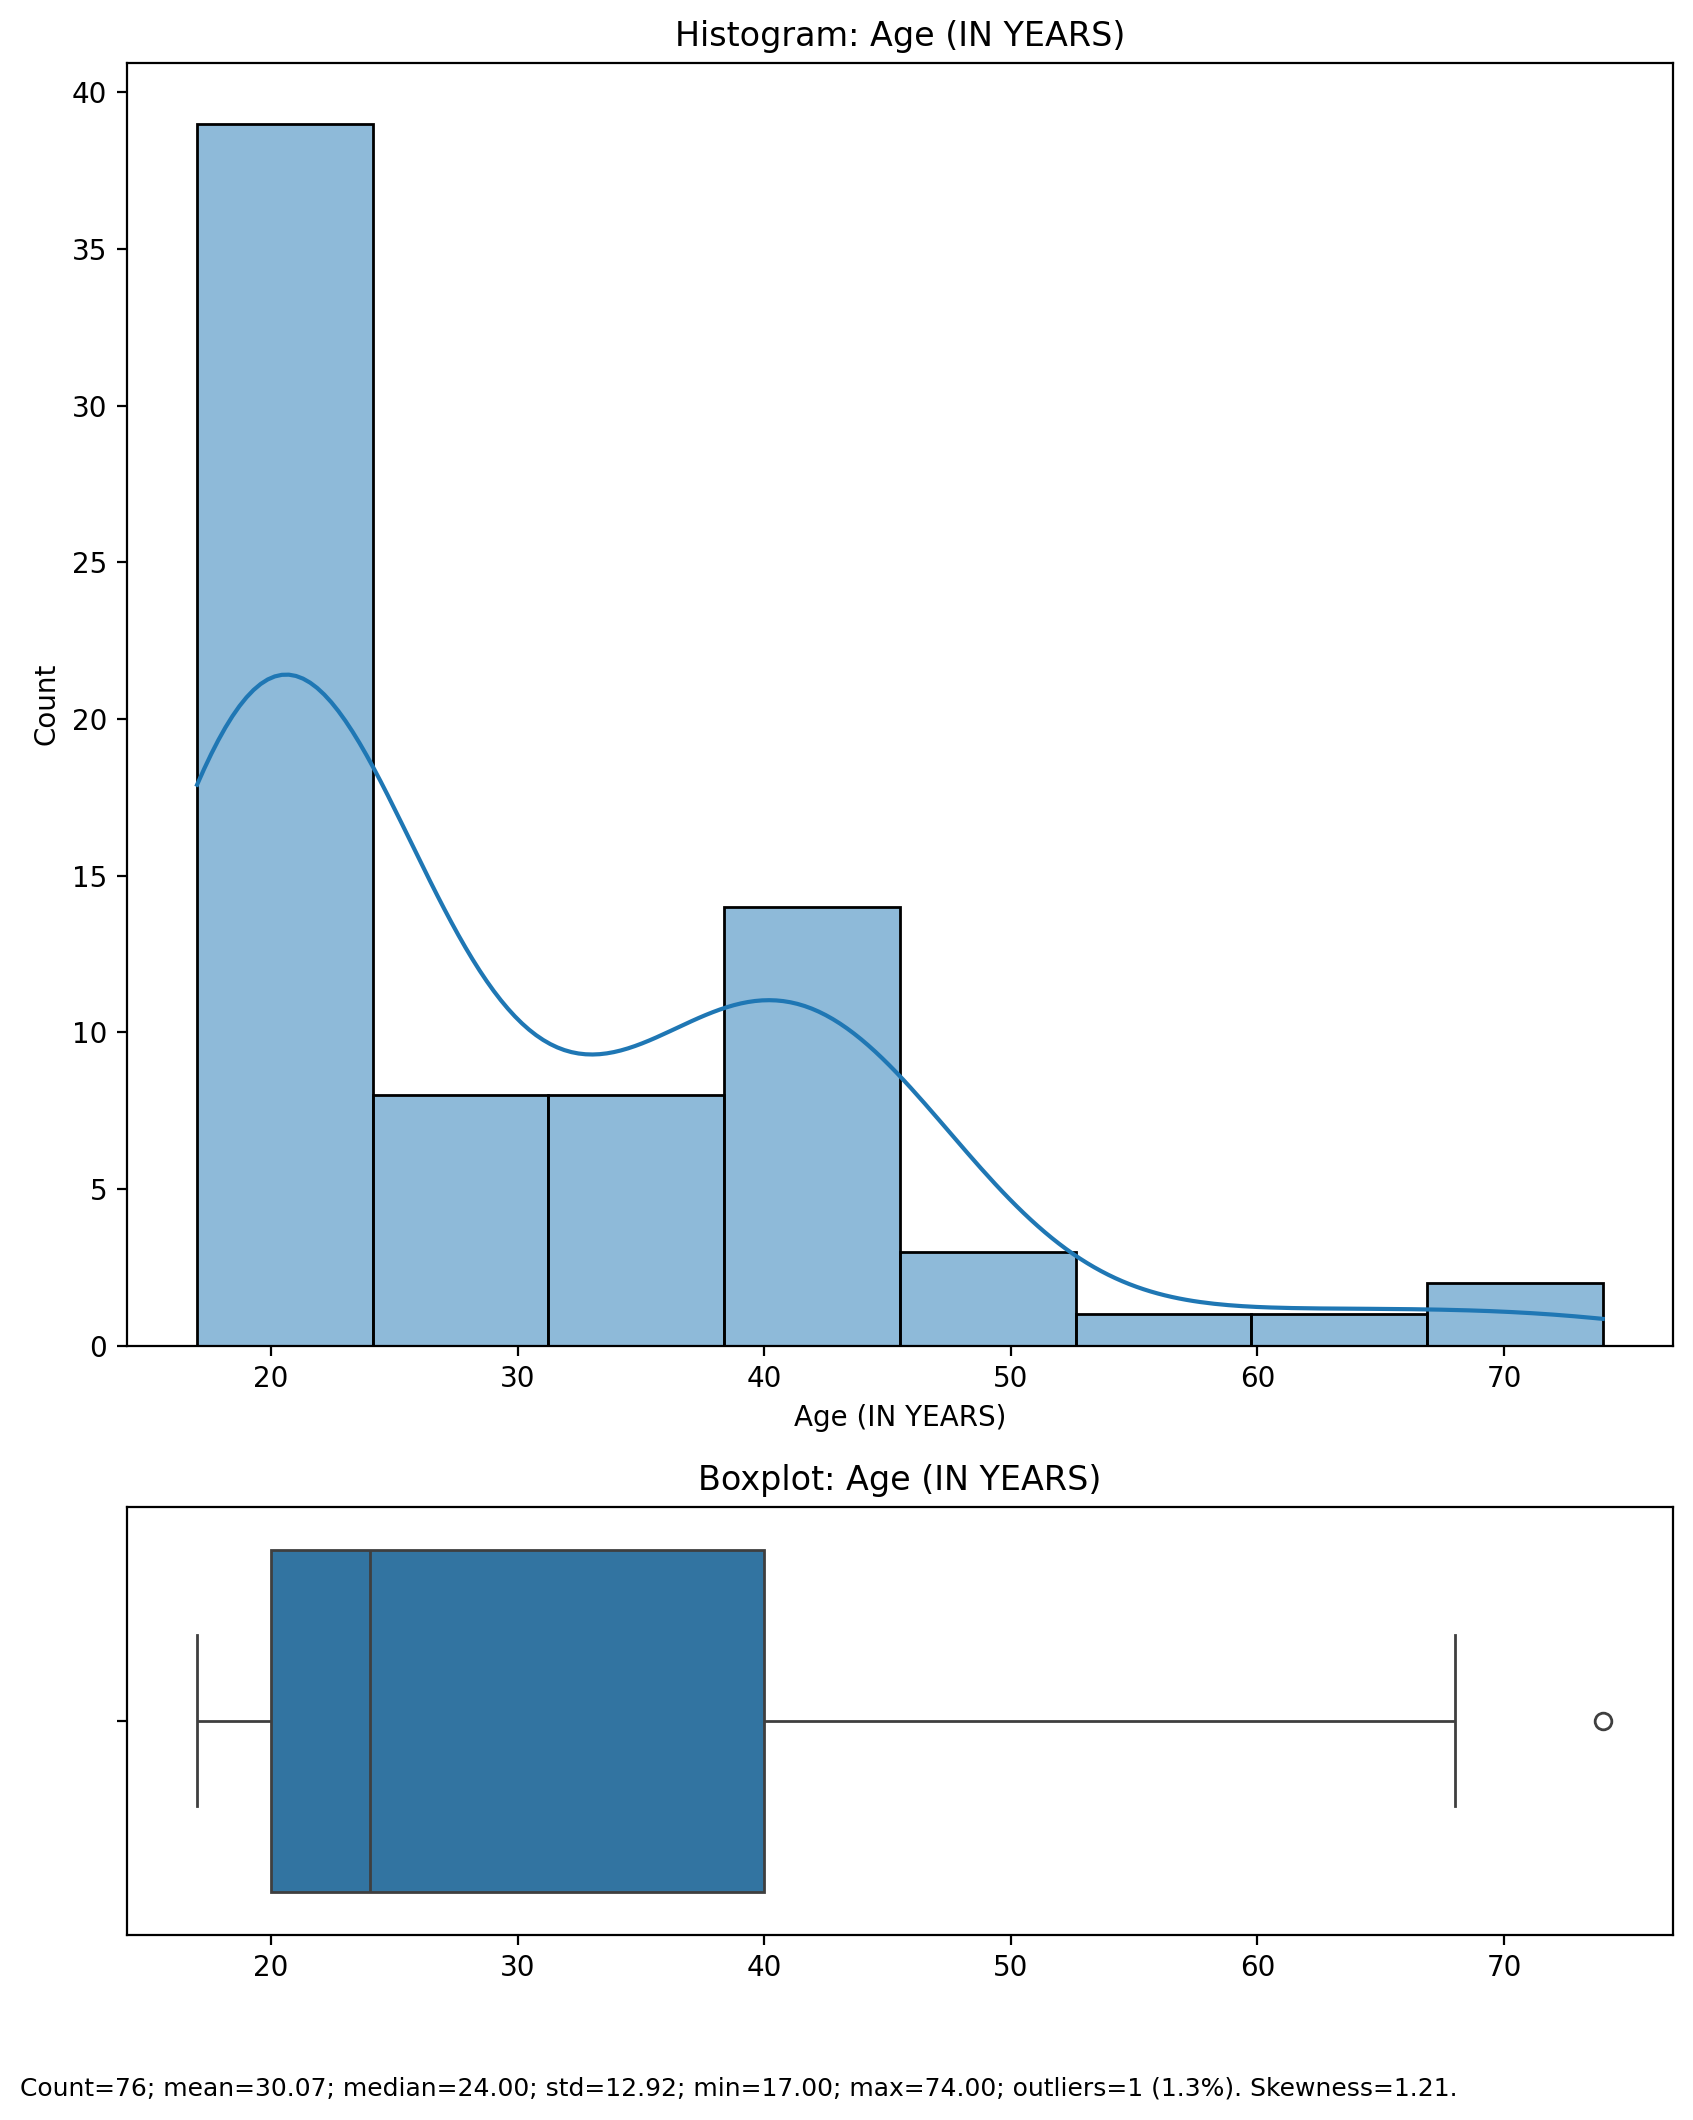 Histogram: Age (IN YEARS)
40
35
30
25
20
15
10
5
0
Count
20 30 40 50 60 70
Age (IN YEARS)
Boxplot: Age (IN YEARS)
20 30 40 50 60 70
Count=76; mean=30.07; median=24.00; std=12.92; min=17.00; max=74.00; outliers=1 (1.3%). Skewness=1.21.